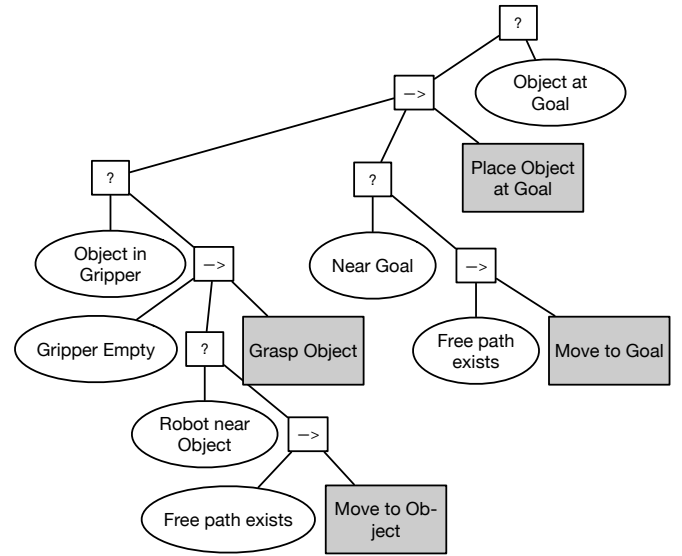 ?
Object at
Goal
—>
Place Object
at Goal
?
?
Object in
Gripper
—>
Near Goal
—>
Gripper Empty
?
Grasp Object
Free path
exists
Move to Goal
Robot near
Object
—>
Free path exists
Move to Ob-
ject